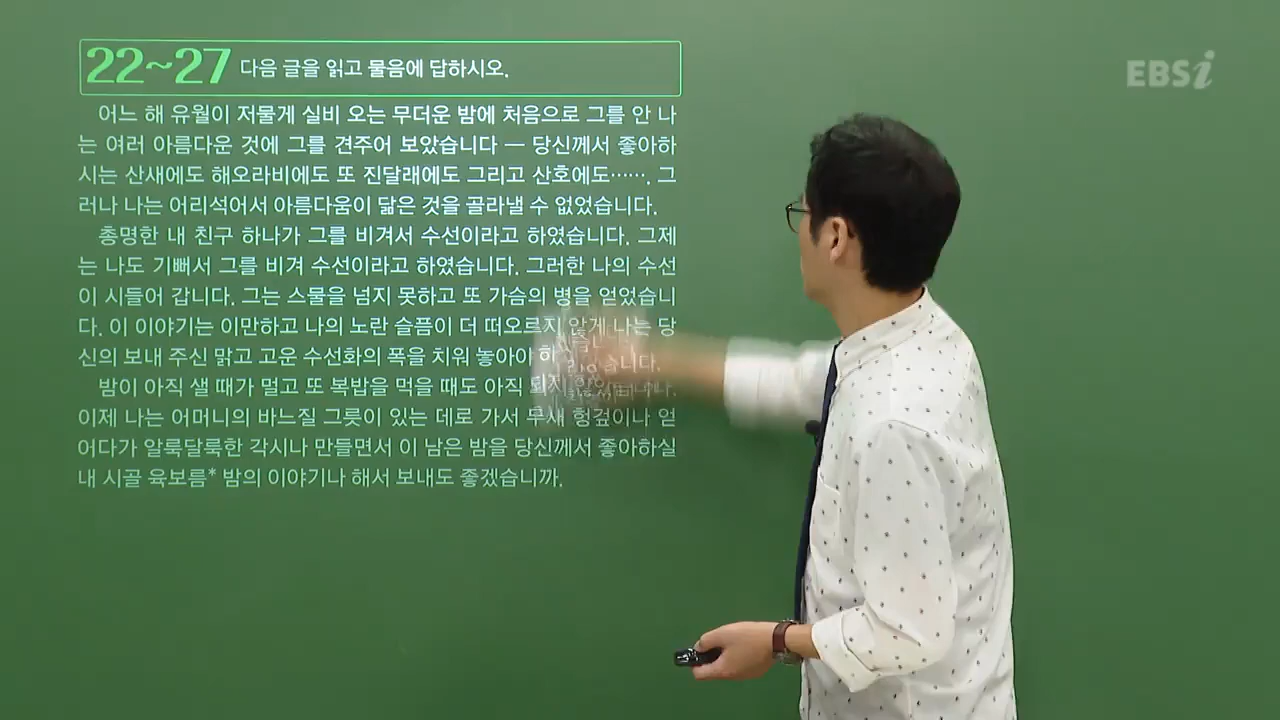 22~27 다음 글을 읽고 물음에 답하시오.
EBSi
어느 해 유월이 저물게 실비 오는 무더운 밤에 처음으로 그를 안 나
는 여러 아름다운 것에 그를 견주어 보았습니다 — 당신께서 좋아하
시는 산새에도 해오라비에도 또 진달래에도 그리고 산호에도……. 그
러나 나는 어리석어서 아름다움이 닮은 것을 골라낼 수 없었습니다.
총명한 내 친구 하나가 그를 비겨서 수선이라고 하였습니다. 그제
는 나도 기뻐서 그를 비겨 수선이라고 하였습니다. 그러한 나의 수선
이 시들어 갑니다. 그는 스물을 넘지 못하고 또 가슴의 병을 얻었습니
다. 이 이야기는 이만하고 나의 노란 슬픔이 더 떠오르지 않게 나는 당
신의 보내 주신 맑고 고운 수선화의 폭을 치워 놓아야
밤이 아직 샐 때가 멀고 또 복밥을 먹을 때도 아직 되지
이제 나는 어머니의 바느질 그릇이 있는 데로 가서 무새 헝겊이나 얻
어다가 알룩달룩한 각시나 만들면서 이 남은 밤을 당신께서 좋아하실
내 시골 육보름* 밤의 이야기나 해서 보내도 좋겠습니까.